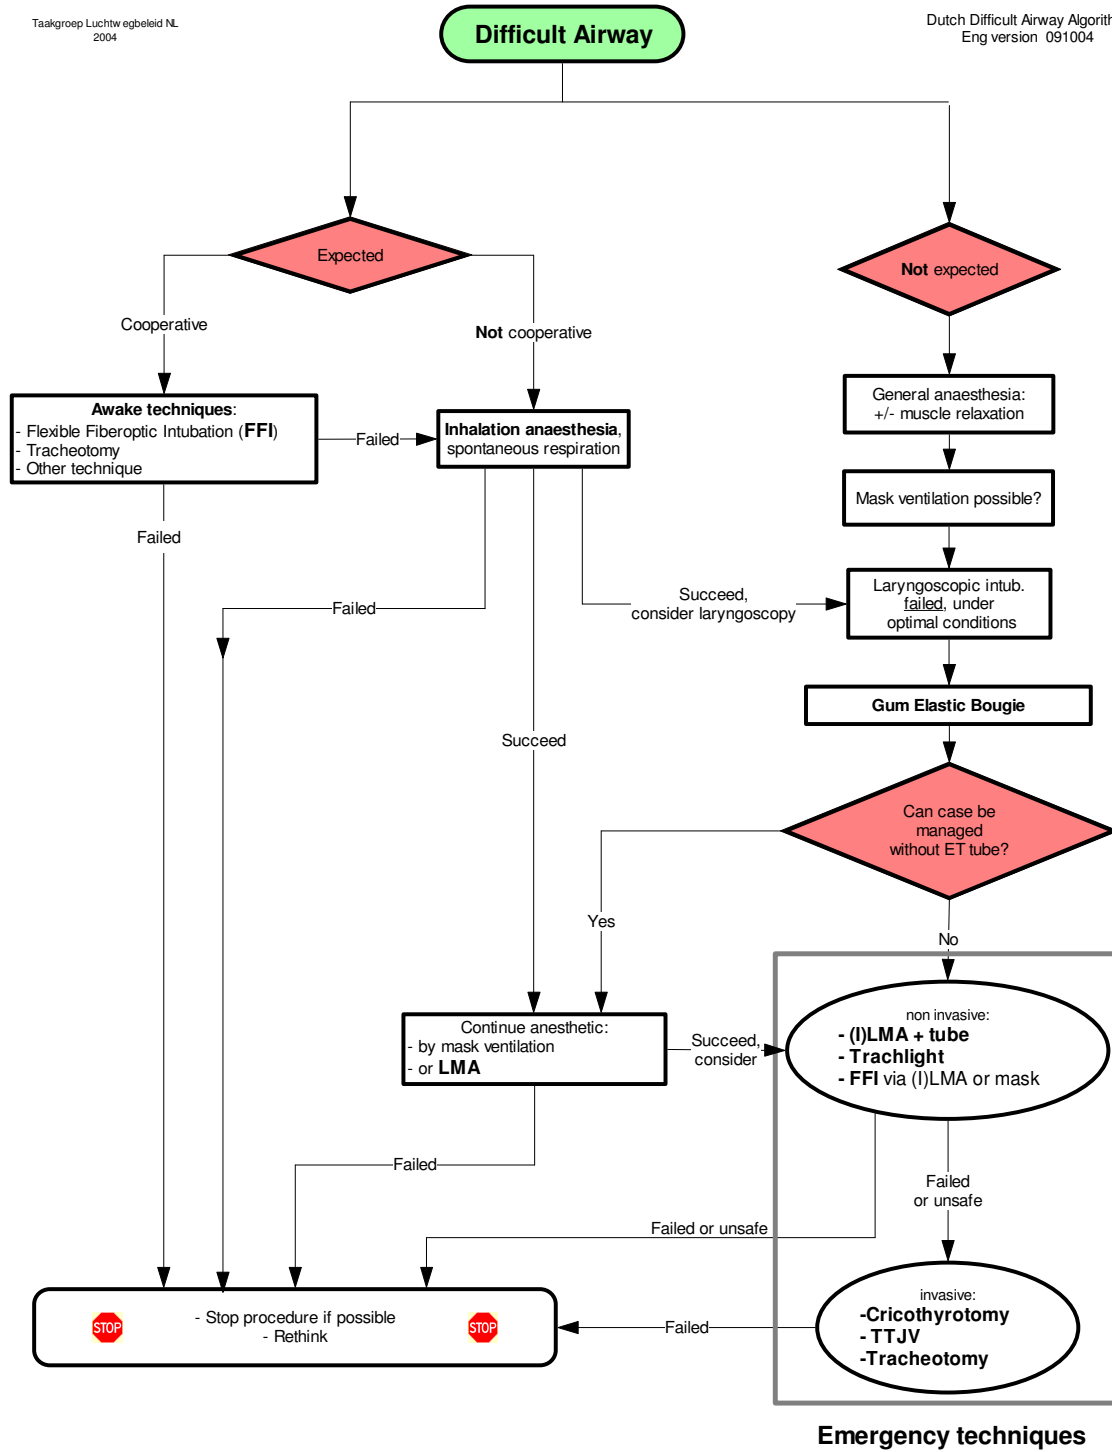 Taakgroep Luchtwegbeleid NL
2004
Difficult Airway
Dutch Difficult Airway
Eng version 091004
Expected
Not expected
Cooperative
Not cooperative
Awake techniques:
- Flexible Fiberoptic Intubation (FFI)
- Tracheotomy
- Other technique
Failed
Inhalation anaesthesia,
spontaneous respiration
General anaesthesia:
+/- muscle relaxation
Mask ventilation possible?
Failed
Failed
Succeed,
consider laryngoscopy
Laryngoscopic intub.
failed, under
optimal conditions
Gum Elastic Bougie
Succeed
Can case be
managed
without ET tube?
Yes
No
Continue anesthetic:
- by mask ventilation
- or LMA
Succeed,
consider
non invasive:
- (I)LMA + tube
- Trachlight
- FFI via (I)LMA or mask
Failed
Failed
or unsafe
Failed or unsafe
STOP
- Stop procedure if possible
- Rethink
STOP
Failed
invasive:
-Cricothyrotomy
- TTJV
-Tracheotomy
Emergency techniques